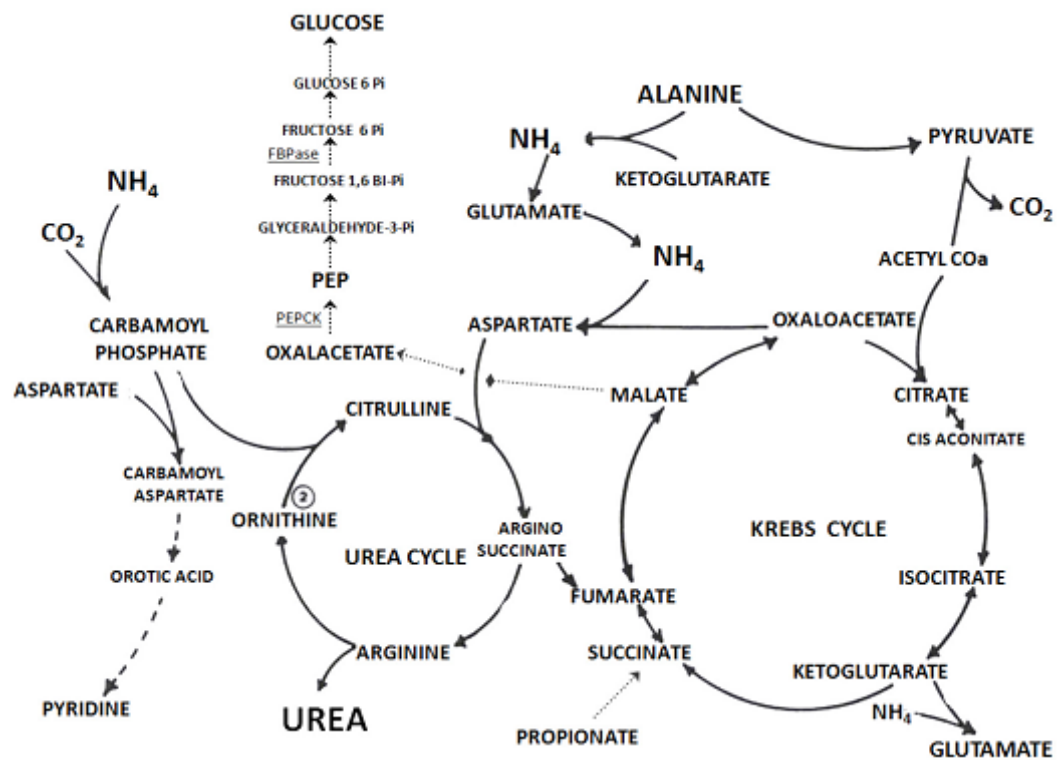 GLUCOSE
GLUCOSE 6 Pi
FRUCTOSE 6 Pi
FBPase
FRUCTOSE 1,6 BI-Pi
GLYCERALDEHYDE-3-Pi
PEP
PEPCK
OXALACETATE
NH4
CO2
CARBAMOYL
PHOSPHATE
ASPARTATE
CARBAMOYL
ASPARTATE
OROTIC ACID
PYRIDINE
CITRULLINE
2
ORNITHINE
UREA CYCLE
ARGINO
SUCCINATE
ARGININE
UREA
ALANINE
NH4
KETOGLUTARATE
GLUTAMATE
NH4
ASPARTATE
PYRUVATE
CO2
ACETYL COa
OXALOACETATE
MALATE
CITRATE
CIS ACONITATE
KREBS CYCLE
ISOCITRATE
FUMARATE
SUCCINATE
KETOGLUTARATE
NH4
GLUTAMATE
PROPIONATE